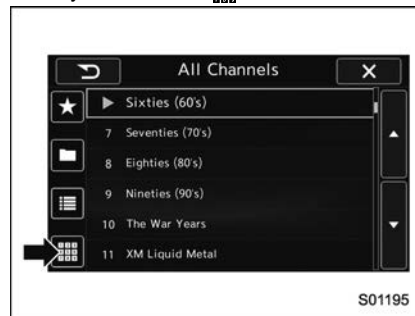 All Channels
Sixties (60's)
7 Seventies (70's)
8 Eighties (80's)
9 Nineties (90's)
10 The War Years
11 XM Liquid Metal
S01195